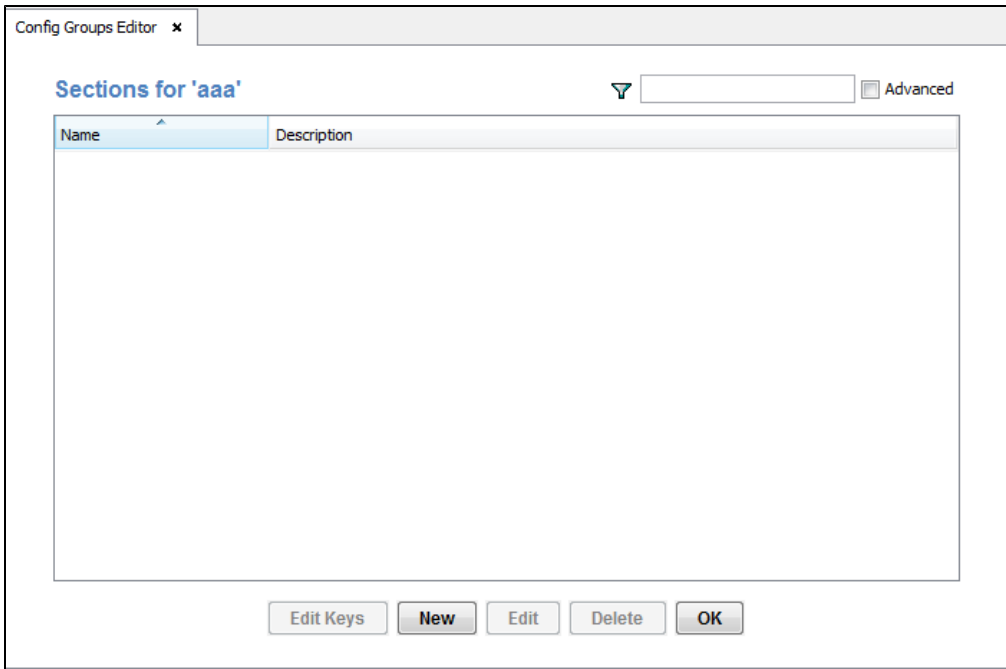 Config Groups Editor
Sections for 'aaa'
Advanced
Name Description
Edit Keys New Edit Delete OK